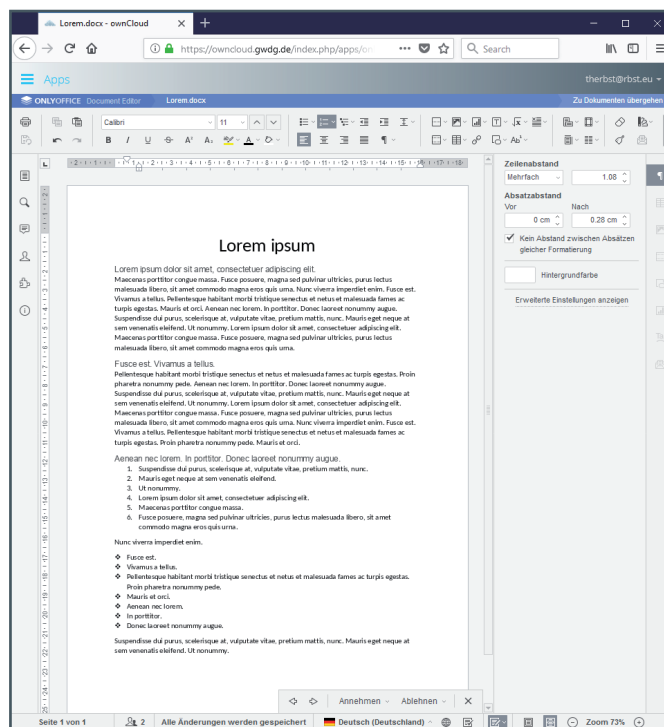 Lorem.docx - ownCloud
https://owncloud.gwdg.de/index.php/apps/
Search
Apps
therbst@rbst.eu
ONLYOFFICE Document Editor Lorem.docx Zu Dokumenten übergehen
Calibri 11
Zeilenabstand
Mehrfach 1.08
Absatzabstand
Vor Nach
0 cm 0.28 cm
Kein Abstand zwischen Absätzen
gleicher Formatierung
Hintergrundfarbe
Erweiterte Einstellungen anzeigen
Lorem ipsum
Lorem ipsum dolor sit amet, consectetuer adipiscing elit.
Maecenas porttitor congue massa. Fusce posuere, magna sed pulvinar ultricies, purus lectus
malesuada libero, sit amet commodo magna eros quis urna. Nunc viverra imperdiet enim. Fusce est.
Vivamus a tellus. Pellentesque habitant morbi tristique senectus et netus et malesuada fames ac
turpis egestas. Mauris et orci. Aenean nec lorem. In porttitor. Donec laoreet nonummy augue.
Suspendisse dui purus, scelerisque at, vulputate vitae, pretium mattis, nunc. Mauris eget neque at
sem venenatis eleifend. Ut nonummy. Lorem ipsum dolor sit amet, consectetuer adipiscing elit.
Maecenas porttitor congue massa. Fusce posuere, magna sed pulvinar ultricies, purus lectus
malesuada libero, sit amet commodo magna eros quis urna.
Fusce est. Vivamus a tellus.
Pellentesque habitant morbi tristique senectus et netus et malesuada fames ac turpis egestas. Proin
pharetra nonummy pede. Aenean nec lorem. In porttitor. Donec laoreet nonummy augue.
Suspendisse dui purus, scelerisque at, vulputate vitae, pretium mattis, nunc. Mauris eget neque at
sem venenatis eleifend. Ut nonummy. Lorem ipsum dolor sit amet, consectetuer adipiscing elit.
Maecenas porttitor congue massa. Fusce posuere, magna sed pulvinar ultricies, purus lectus
malesuada libero, sit amet commodo magna eros quis urna. Nunc viverra imperdiet enim. Fusce est.
Vivamus a tellus. Pellentesque habitant morbi tristique senectus et netus et malesuada fames ac
turpis egestas. Proin pharetra nonummy pede. Mauris et orci.
Aenean nec lorem. In porttitor. Donec laoreet nonummy augue.
1. Suspendisse dui purus, scelerisque at, vulputate vitae, pretium mattis, nunc.
2. Mauris eget neque at sem venenatis eleifend.
3. Ut nonummy.
4. Lorem ipsum dolor sit amet, consectetuer adipiscing elit.
5. Maecenas porttitor congue massa.
6. Fusce posuere, magna sed pulvinar ultricies, purus lectus malesuada libero, sit amet
commodo magna eros quis urna.
Nunc viverra imperdiet enim.
❖ Fusce est.
❖ Vivamus a tellus.
❖ Pellentesque habitant morbi tristique senectus et netus et malesuada fames ac turpis egestas.
Proin pharetra nonummy pede.
❖ Mauris et orci.
❖ Aenean nec lorem.
❖ In porttitor.
❖ Donec laoreet nonummy augue.
Suspendisse dui purus, scelerisque at, vulputate vitae, pretium mattis, nunc. Mauris eget neque at
sem venenatis eleifend. Ut nonummy.
Annehmen Ablehnen
Seite 1 von 1 2 Alle Änderungen werden gespeichert Deutsch (Deutschland) Zoom 73%